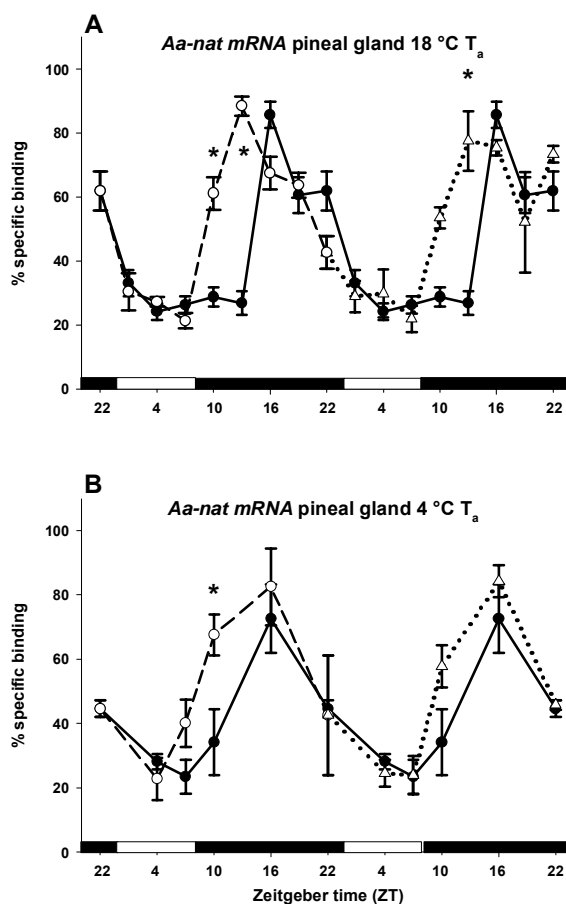 A
Aa-nat mRNA pineal gland 18 °C Ta
100
80
60
40
20
0
% specific binding
* * *
*
22 4 10 16 22 4 10 16 22
B
Aa-nat mRNA pineal gland 4 °C Ta
100
80
60
40
20
0
% specific binding
*
22 4 10 16 22 4 10 16 22
Zeitgeber time (ZT)